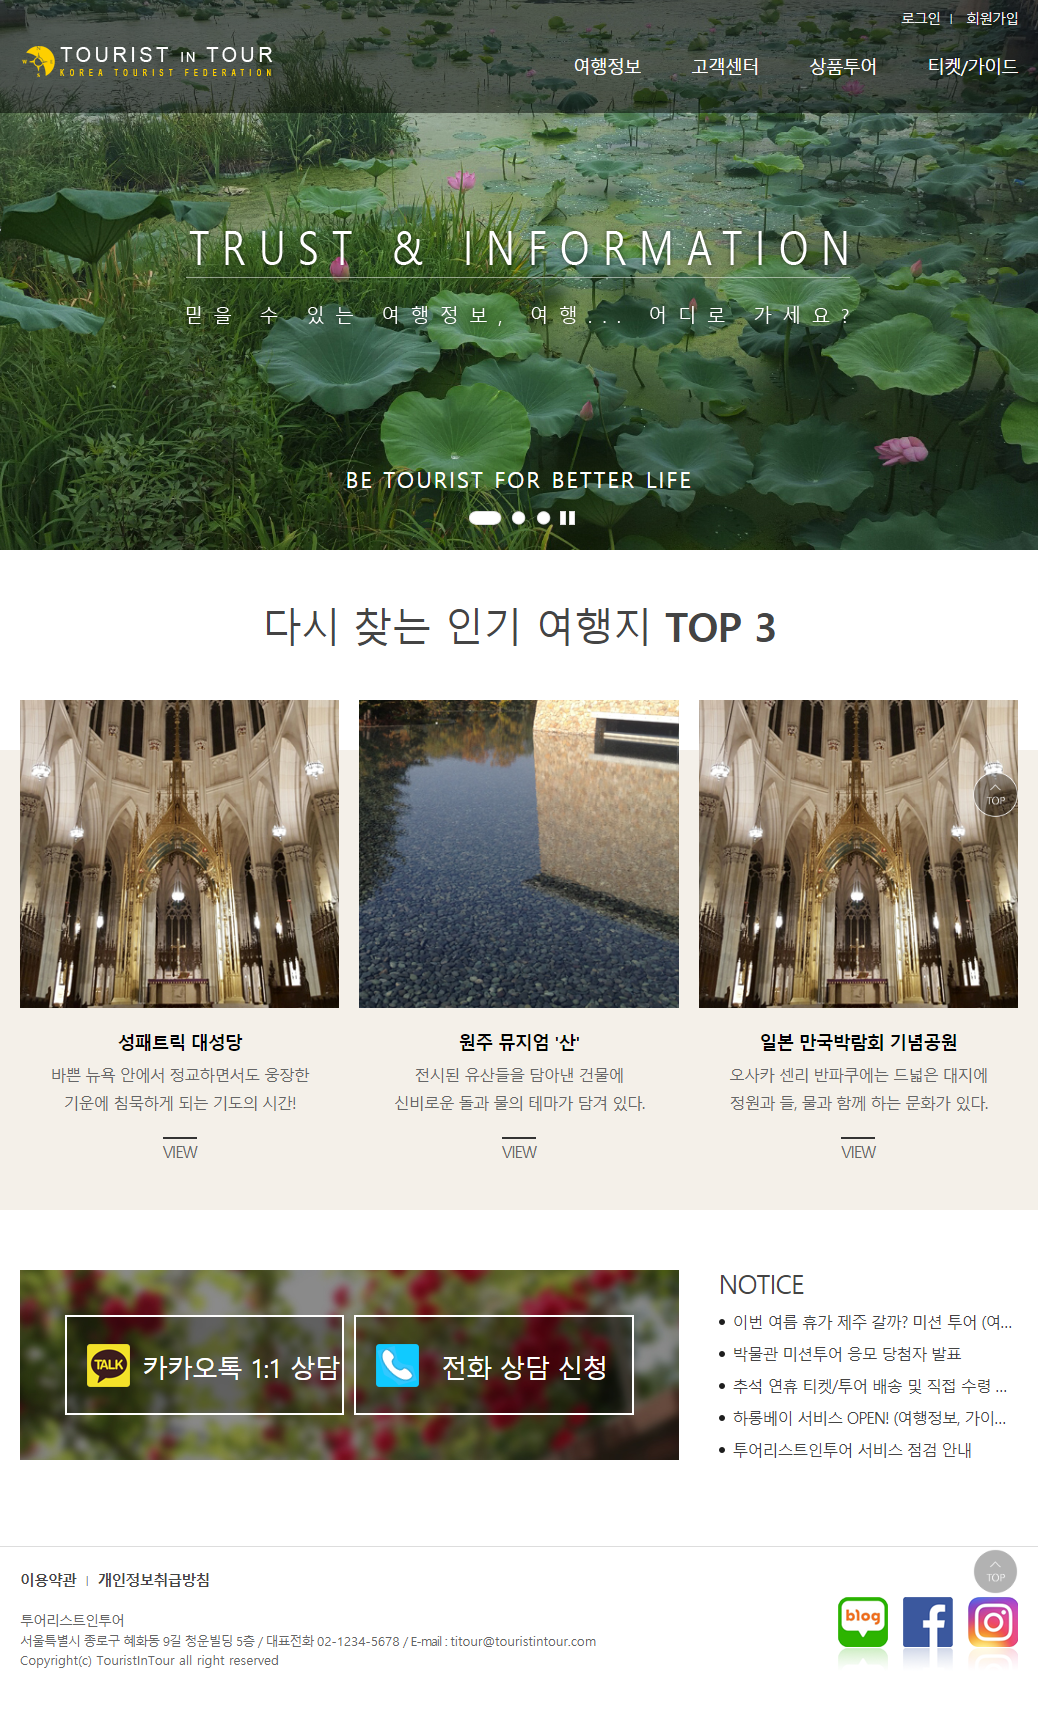 로그인 | 회원가입
TOURIST IN TOUR
KOREA TOURIST FEDERATION
여행정보 고객센터 상품투어 티켓/가이드
TRUST & INFORMATION
믿을 수 있는 여행정보, 여행... 어디로 가세요?
BE TOURIST FOR BETTER LIFE
다시 찾는 인기 여행지 TOP 3
TOP
성패트릭 대성당
바쁜 뉴욕 안에서 정교하면서도 웅장한
기운에 침묵하게 되는 기도의 시간!
VIEW
원주 뮤지엄 '산'
전시된 유산들을 담아낸 건물에
신비로운 돌과 물의 테마가 담겨 있다.
VIEW
일본 만국박람회 기념공원
오사카 센리 반파쿠에는 드넓은 대지에
정원과 들, 물과 함께 하는 문화가 있다.
VIEW
TALK 카카오톡 1:1 상담
전화 상담 신청
NOTICE
이번 여름 휴가 제주 갈까? 미션 투어 (여...
박물관 미션투어 응모 당첨자 발표
추석 연휴 티켓/투어 배송 및 직접 수령 ...
하롱베이 서비스 OPEN! (여행정보, 가이...
투어리스트인투어 서비스 점검 안내
TOP
이용약관 | 개인정보취급방침
투어리스트인투어
서울특별시 종로구 혜화동 9길 청운빌딩 5층 / 대표전화 02-1234-5678 / E-mail : titour@touristintour.com
Copyright(c) TouristInTour all right reserved
blog